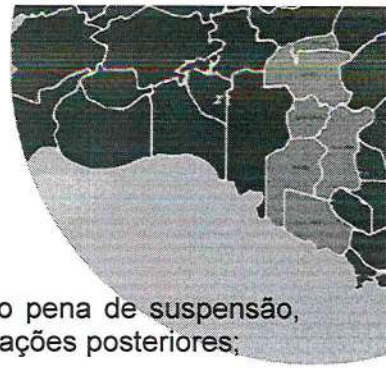 o pena de suspensão,
ações posteriores;